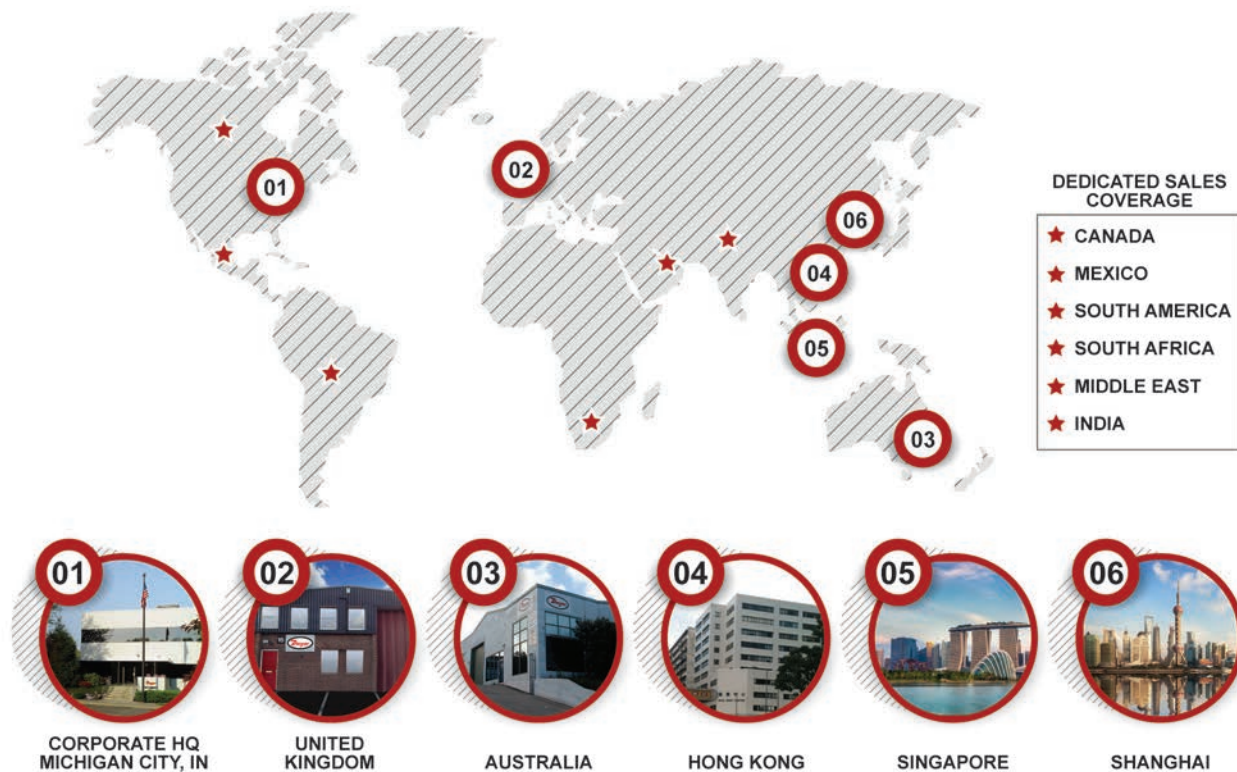 01
02
03
04
05
06
DEDICATED SALES
COVERAGE
CANADA
MEXICO
SOUTH AMERICA
SOUTH AFRICA
MIDDLE EAST
INDIA
01
02
03
04
05
06
CORPORATE HQ
MICHIGAN CITY, IN
UNITED
KINGDOM
AUSTRALIA
HONG KONG
SINGAPORE
SHANGHAI